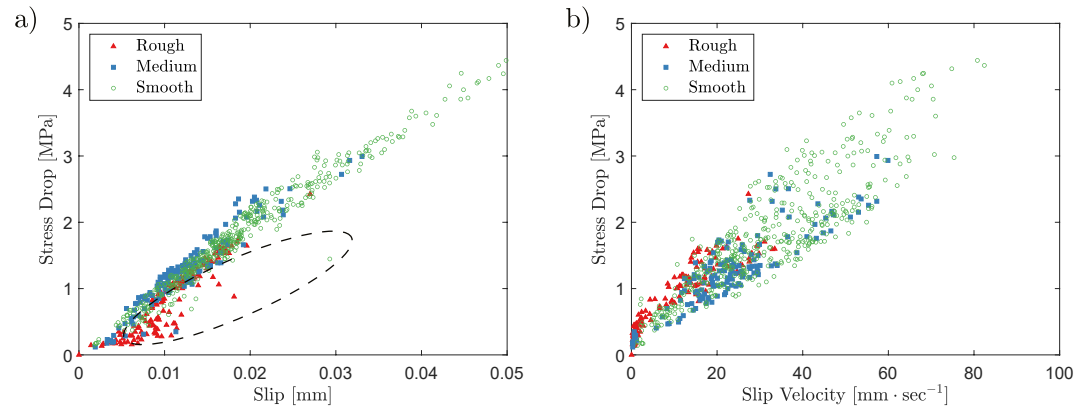 a)
Stress Drop [MPa]
5
4
3
2
1
0
Rough
Medium
Smooth
0 0.01 0.02 0.03 0.04 0.05
Slip [mm]
b)
Stress Drop [MPa]
5
4
3
2
1
0
Rough
Medium
Smooth
0 20 40 60 80 100
Slip Velocity [mm · sec⁻¹]